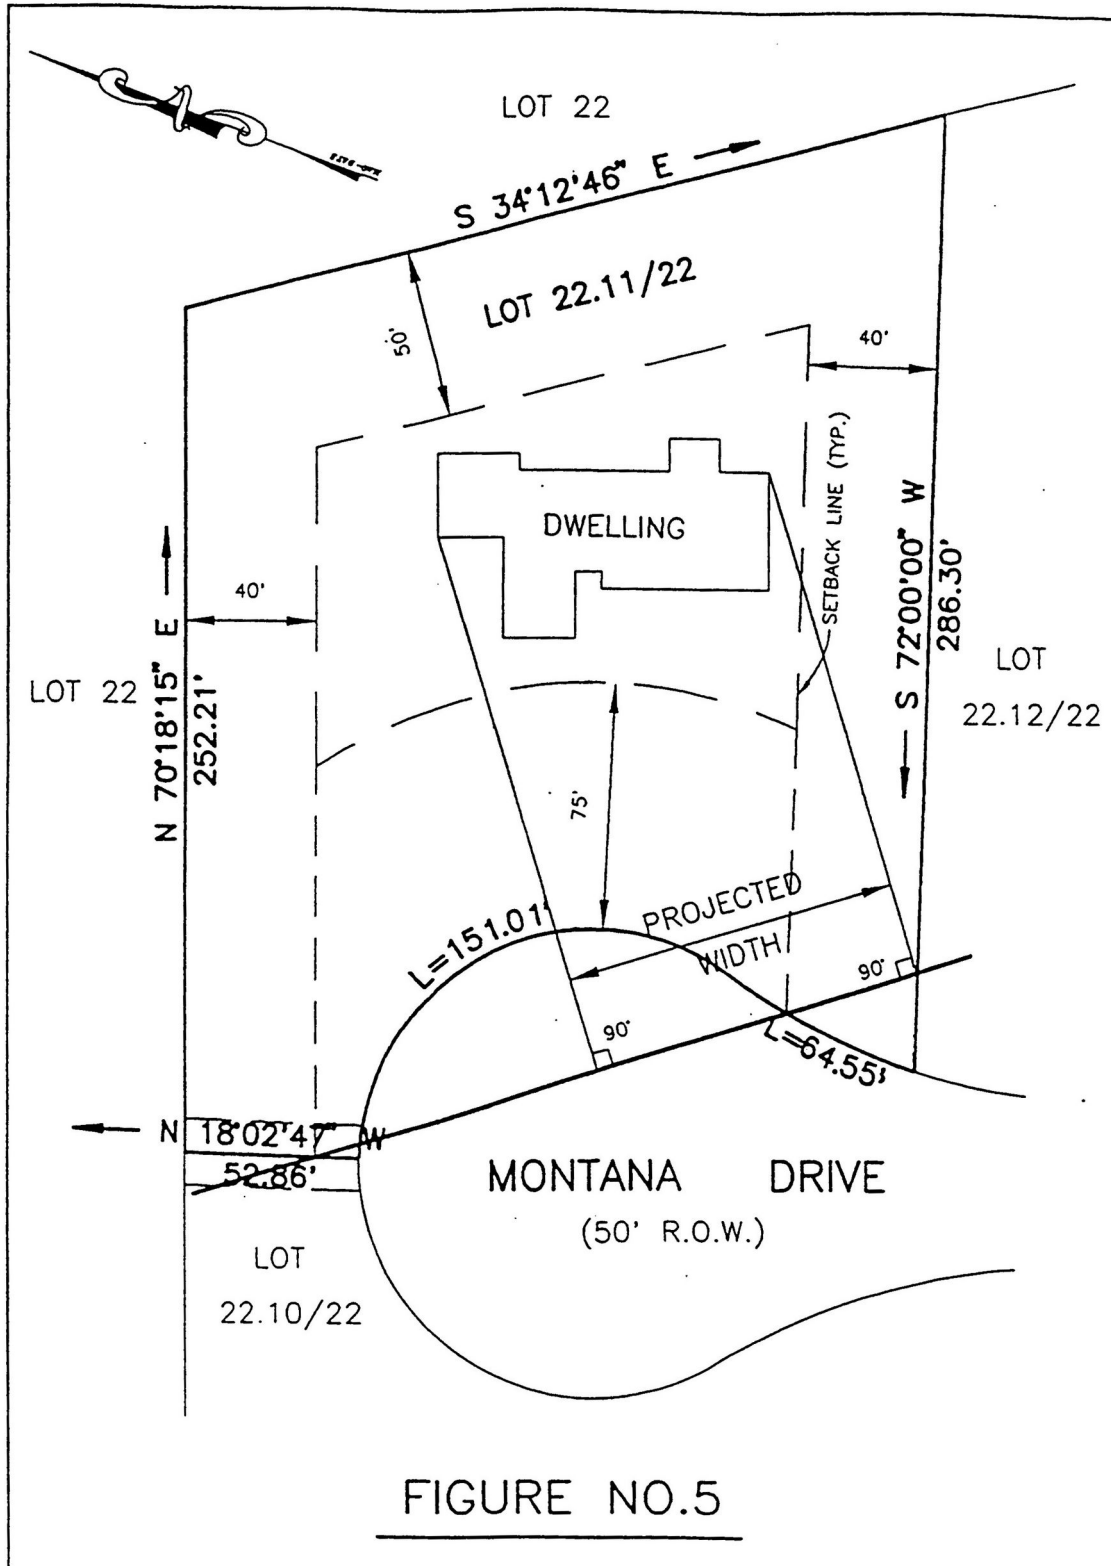 LOT 22
S 34°12'46" E
LOT 22.11/22
50'
40'
SETBACK LINE (TYP.)
DWELLING
S 72°00'00" W
286.30'
40'
LOT 22
N 70°18'15" E
252.21'
LOT
22.12/22
75'
L=151.01'
PROJECTED
WIDTH
90°
90°
L=64.55'
N 18°02'47" W
52.86'
MONTANA DRIVE
(50' R.O.W.)
LOT
22.10/22
FIGURE NO.5